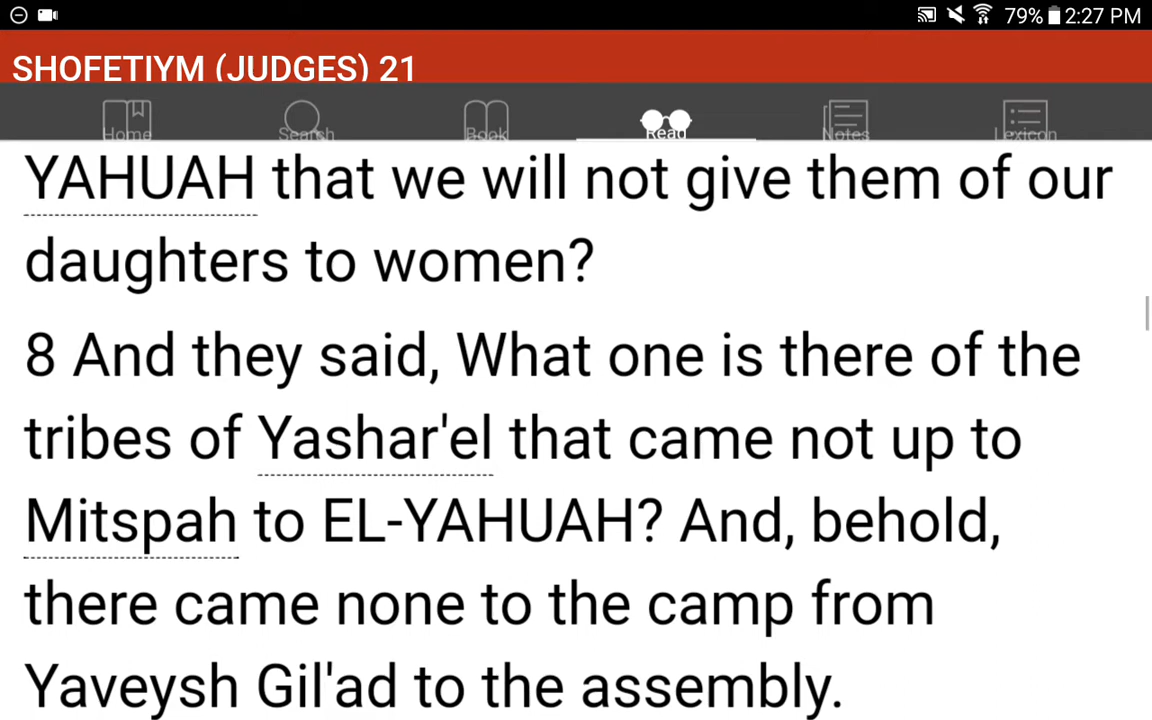 79% 2:27 PM
SHOFETIYM (JUDGES) 21
Home Search Book Read Notes Lexicon
YAHUAH that we will not give them of our
daughters to women?
8 And they said, What one is there of the
tribes of Yashar'el that came not up to
Mitspah to EL-YAHUAH? And, behold,
there came none to the camp from
Yaveysh Gil'ad to the assembly.